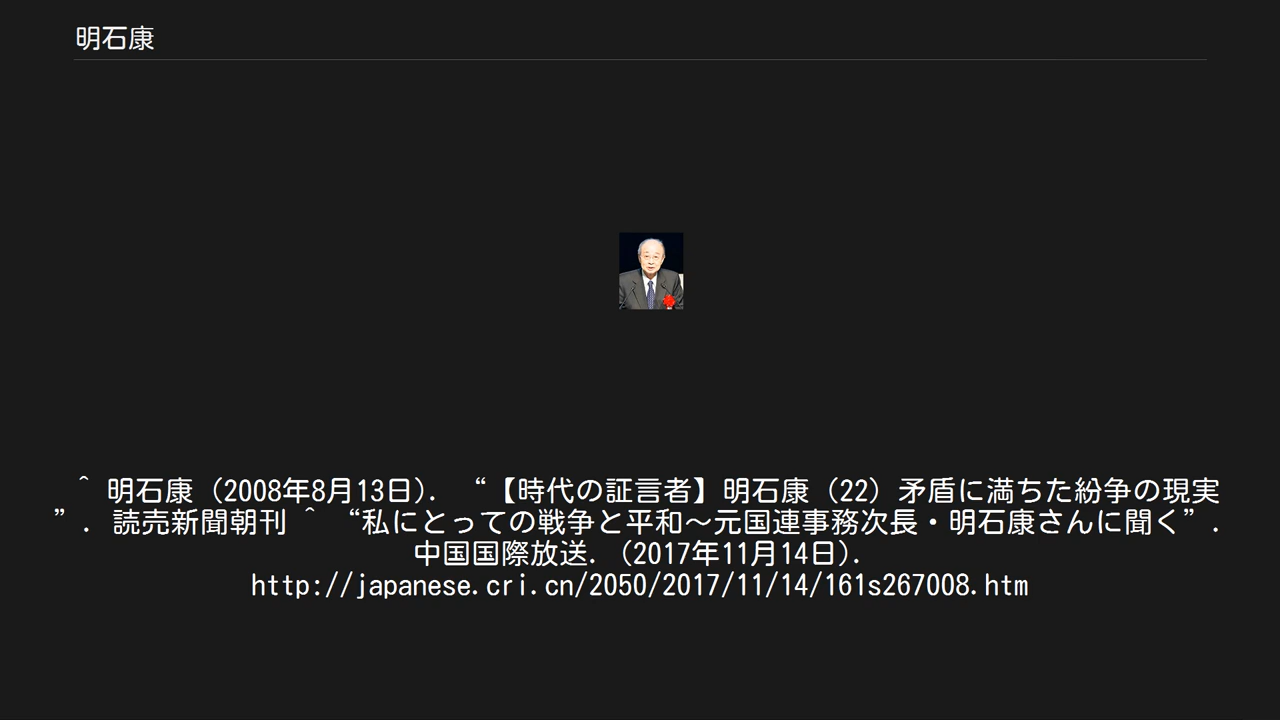 明石康
^ 明石康 (2008年8月13日). “【時代の証言者】明石康（22）矛盾に満ちた紛争の現実
”. 読売新聞朝刊 ^ “私にとっての戦争と平和～元国連事務次長・明石康さんに聞く”.
中国国際放送. (2017年11月14日).
http://japanese.cri.cn/2050/2017/11/14/161s267008.htm